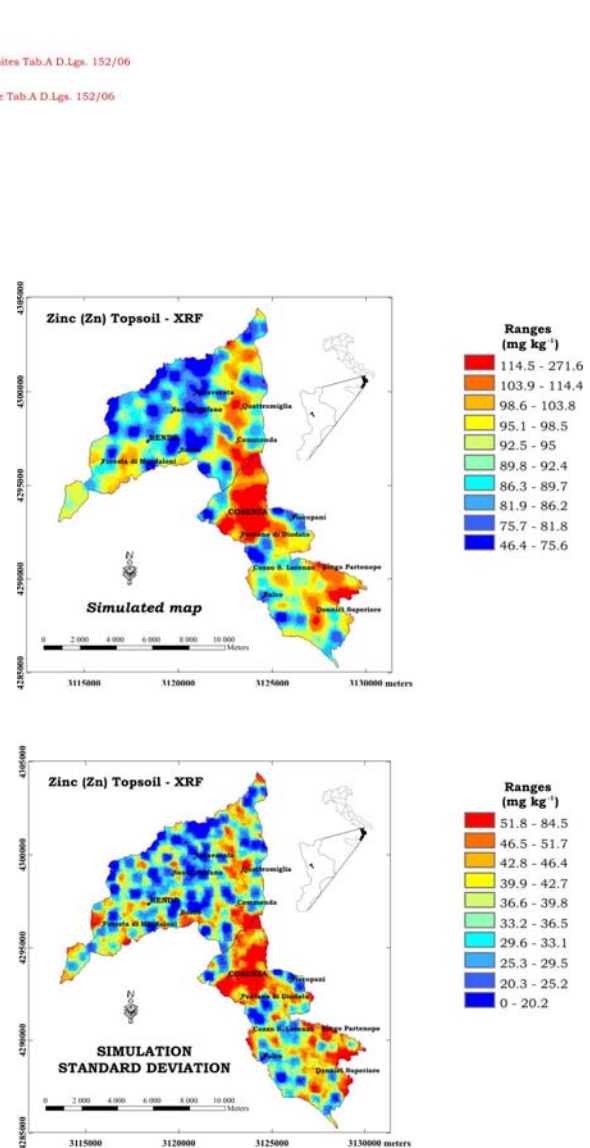 ites Tab.A D.Lgs. 152/06
e Tab.A D.Lgs. 152/06
4305000
Zinc (Zn) Topsoil - XRF
Ranges
(mg kg⁻¹)
114.5 - 271.6
103.9 - 114.4
98.6 - 103.8
95.1 - 98.5
92.5 - 95
89.8 - 92.4
86.3 - 89.7
81.9 - 86.2
75.7 - 81.8
46.4 - 75.6
4300000
Quattromiglia
RENDE
Commenda
4295000
COSENZA
4290000
Cozzo S. Lorenzo
Borgo Partenope
Falco
Donnici Superiore
N
Simulated map
0 2 000 4 000 6 000 8 000 10 000
Meters
4285000
3115000 3120000 3125000 3130000 meters
4305000
Zinc (Zn) Topsoil - XRF
Ranges
(mg kg⁻¹)
51.8 - 84.5
46.5 - 51.7
42.8 - 46.4
39.9 - 42.7
36.6 - 39.8
33.2 - 36.5
29.6 - 33.1
25.3 - 29.5
20.3 - 25.2
0 - 20.2
4300000
Quattromiglia
RENDE
Commenda
4295000
COSENZA
4290000
Cozzo S. Lorenzo
Borgo Partenope
Falco
Donnici Superiore
N
SIMULATION
STANDARD DEVIATION
0 2 000 4 000 6 000 8 000 10 000
Meters
4285000
3115000 3120000 3125000 3130000 meters